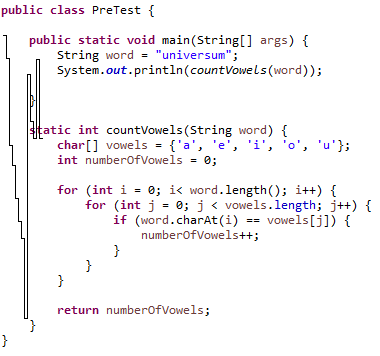 public class PreTest {
public static void main(String[] args) {
String word = "universum";
System.out.println(countVowels(word));
}
static int countVowels(String word) {
char[] vowels = {'a', 'e', 'i', 'o', 'u'};
int numberOfVowels = 0;
for (int i = 0; i< word.length(); i++) {
for (int j = 0; j < vowels.length; j++) {
if (word.charAt(i) == vowels[j]) {
numberOfVowels++;
}
}
}
return numberOfVowels;
}
}